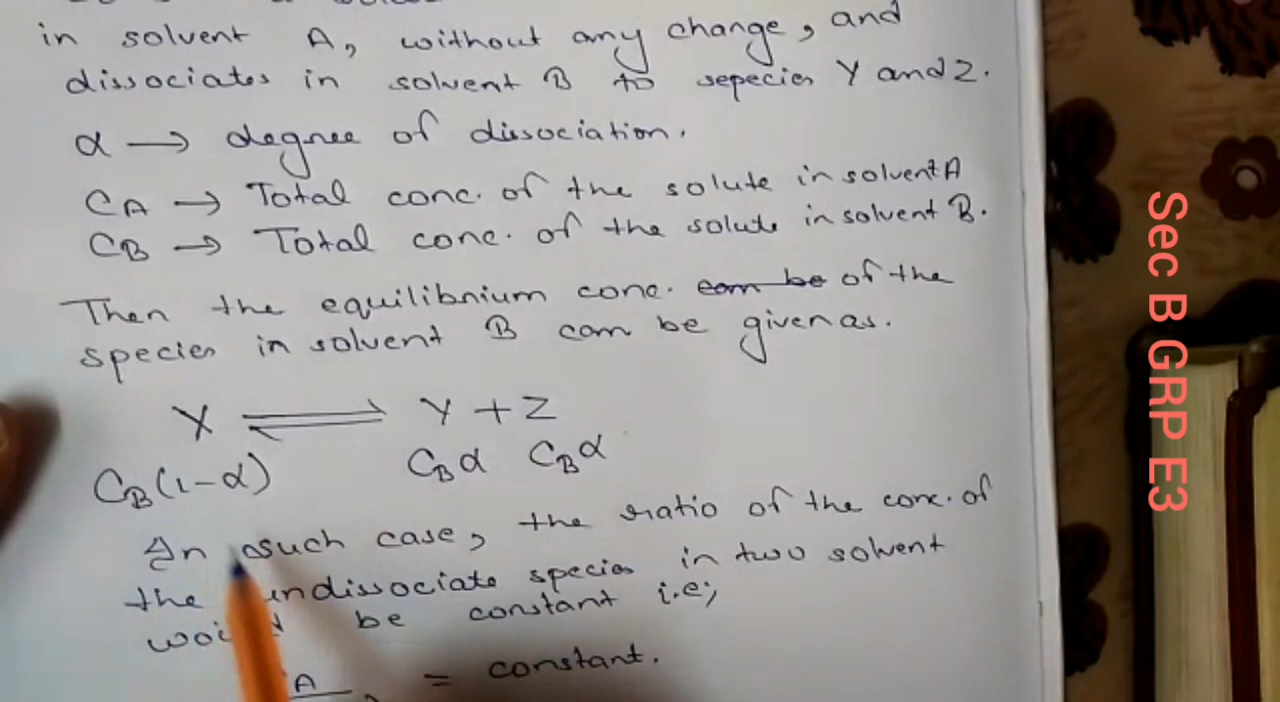 in solvent A, without any change, and
dissociates in solvent B to sepecies Y and Z.
α → degree of dissociation.
CA → Total conc. of the solute in solvent A
CB → Total conc. of the solute in solvent B.
Then the equilibrium conc. can be of the
species in solvent B can be given as.
X ⇌ Y + Z
CB(1-α) CBα CBα
In such case, the ratio of the conc. of
the undissociate species in two solvent
be constant i.e;
A = constant.
Sec B GRP E3